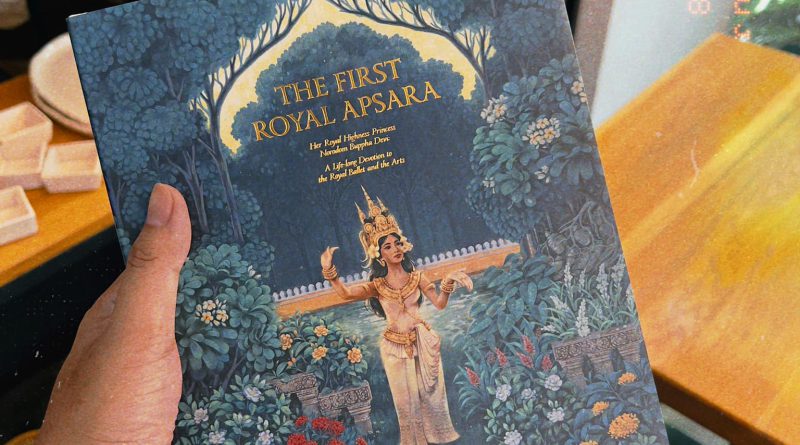 THE FIRST
ROYAL APSARA
Her Royal Highness Princess
Norodom Buppha Devi:
A Life-long Devotion to
the Royal Ballet and the Arts